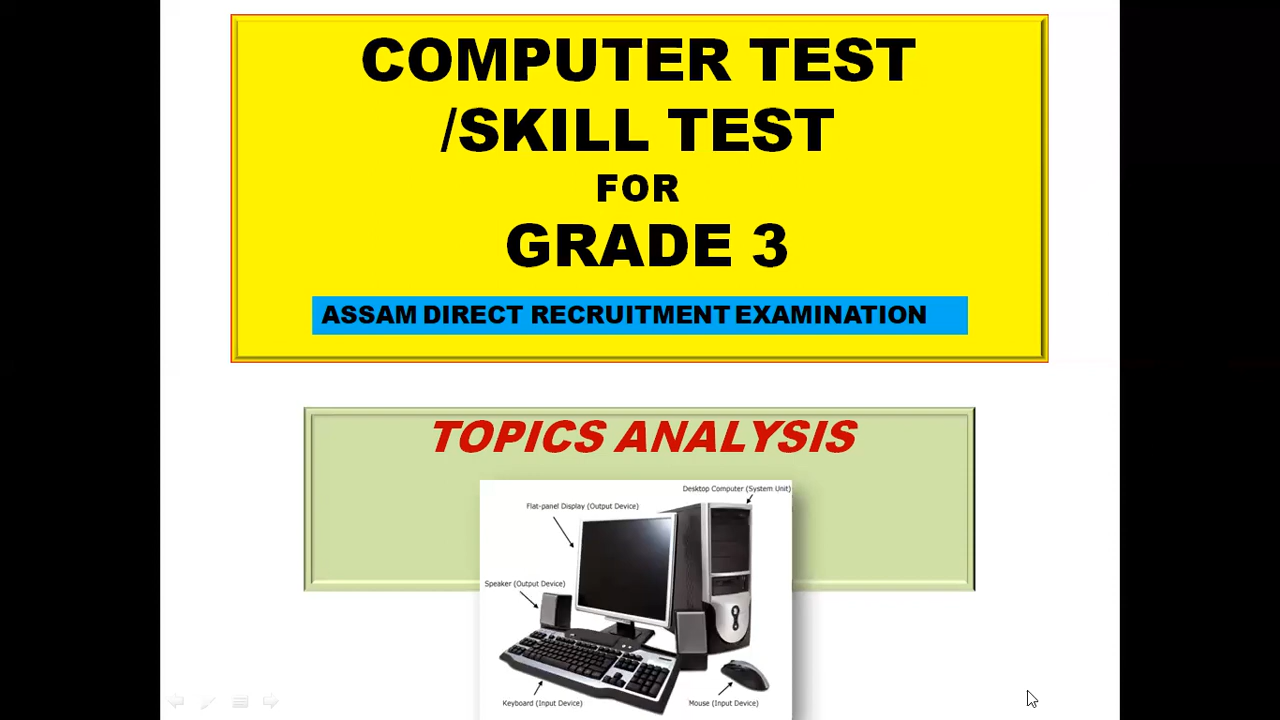 COMPUTER TEST
/SKILL TEST
FOR
GRADE 3
ASSAM DIRECT RECRUITMENT EXAMINATION
TOPICS ANALYSIS
Desktop Computer (System Unit)
Flat-panel Display (Output Device)
Speaker (Output Device)
Keyboard (Input Device)
Mouse (Input Device)